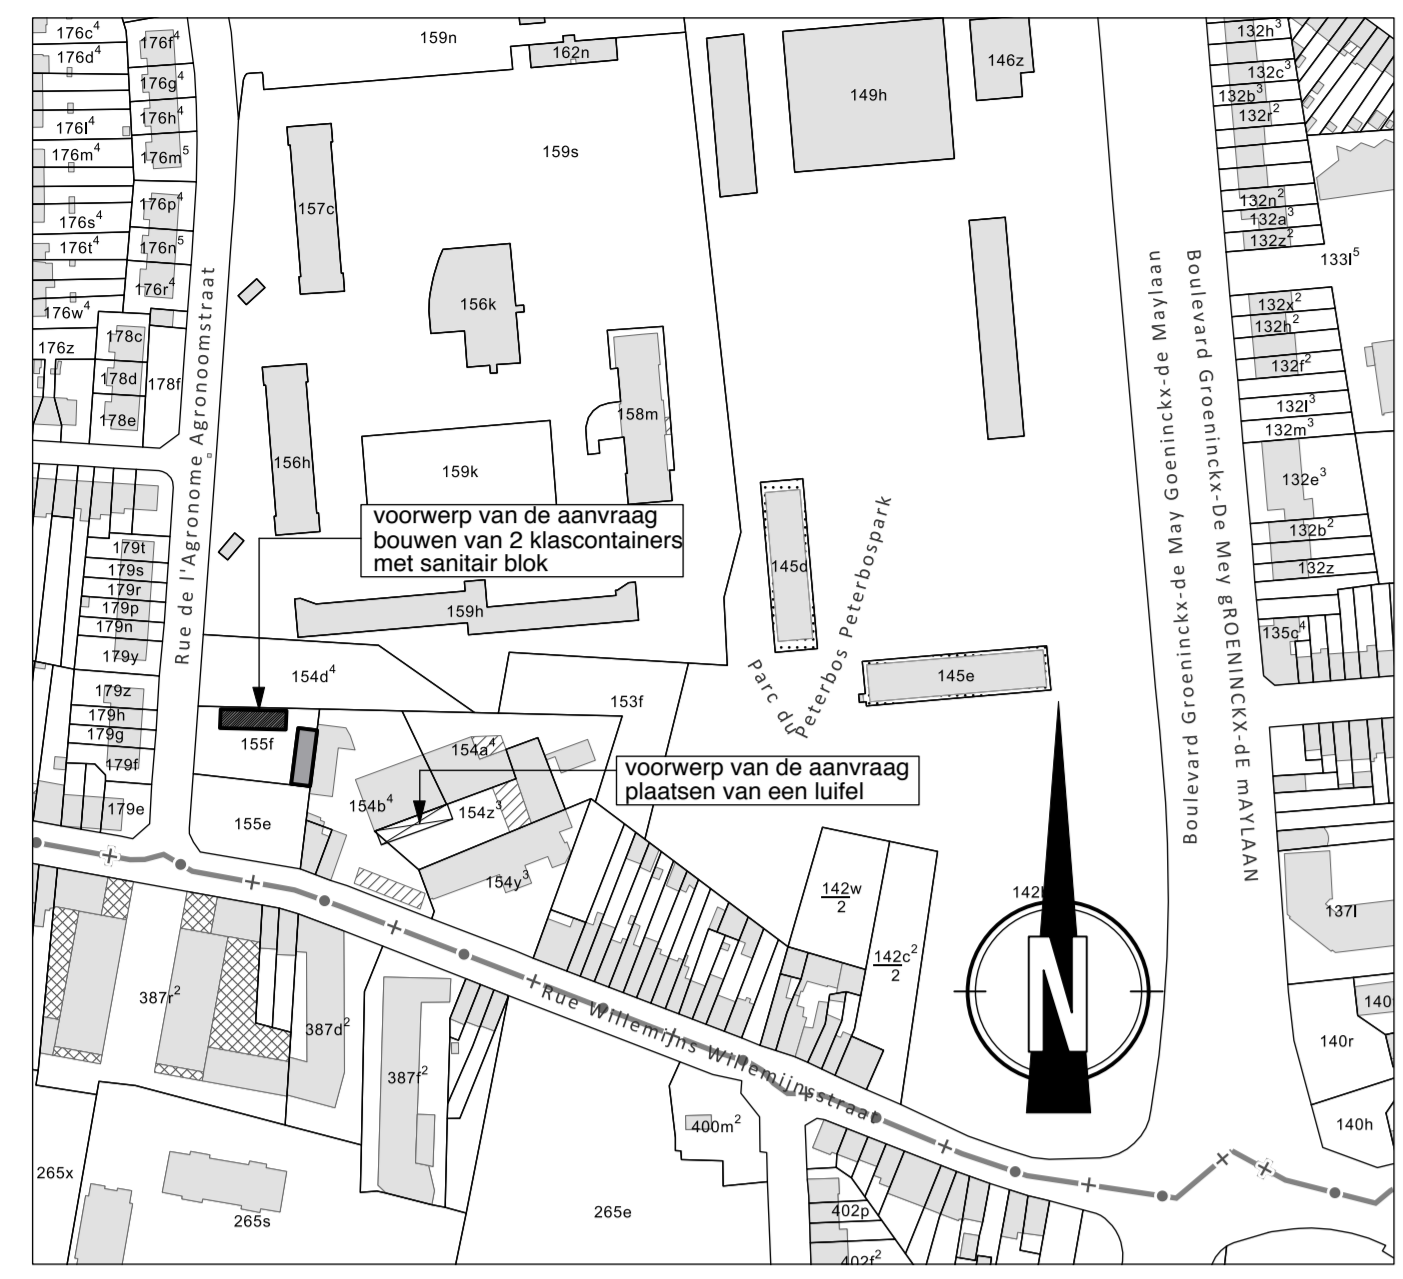 176c⁴
176f⁴
159n
162n
146z
132h³
176d⁴
176g⁴
149h
132c³
132b³
176l⁴
176h⁴
132r²
176m⁴
176m⁵
159s
157c
176p⁴
132n²
176s⁴
132a³
176t⁴
176n⁵
132z²
133l⁵
176r⁴
176w⁴
156k
132x²
178c
132h²
176z
178d
178f
132f²
178e
158m
132l³
132m³
156h
159k
132e³
voorwerp van de aanvraag
bouwen van 2 klascontainers
met sanitair blok
Rue de l'Agronome Agronoomstraat
Boulevard Groeninckx-de May Goeninckx-de Maylaan
Boulevard Groeninckx-De Mey gROENINCKX-dE mAYLAAN
179t
179s
179r
179p
179n
179y
145d
132b²
132z
159h
135c⁴
154d⁴
145e
Parc du
Peterbos Peterbospark
179z
179h
179g
179f
179e
153f
155f
154a⁴
voorwerp van de aanvraag
plaatsen van een luifel
154b⁴
154z³
155e
154y³
142w
2
142c²
2
137l
N
387r²
387d²
387f²
Rue Willemijns Willemijnsstraat
140r
400m²
140h
265x
265s
265e
402p
402f²